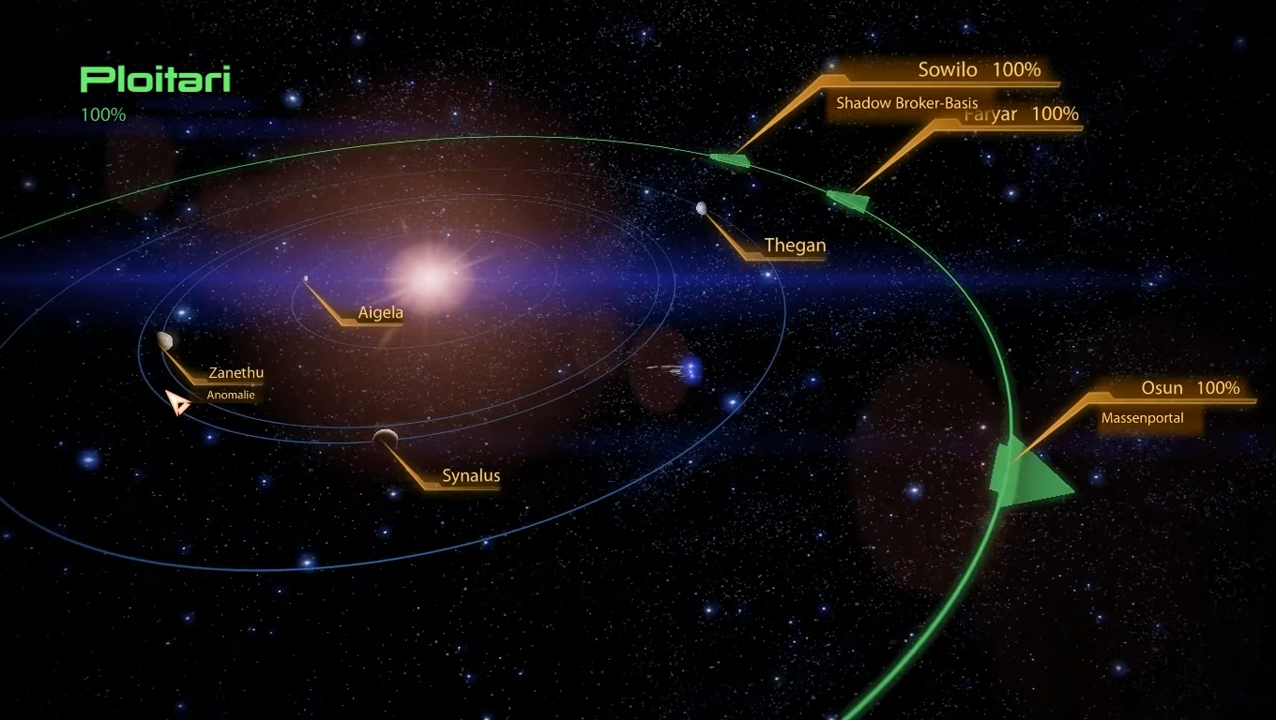 Ploitari
100%
Sowilo 100%
Shadow Broker-Basis
Faryar 100%
Thegan
Aigela
Zanethu
Anomalie
Osun 100%
Massenportal
Synalus